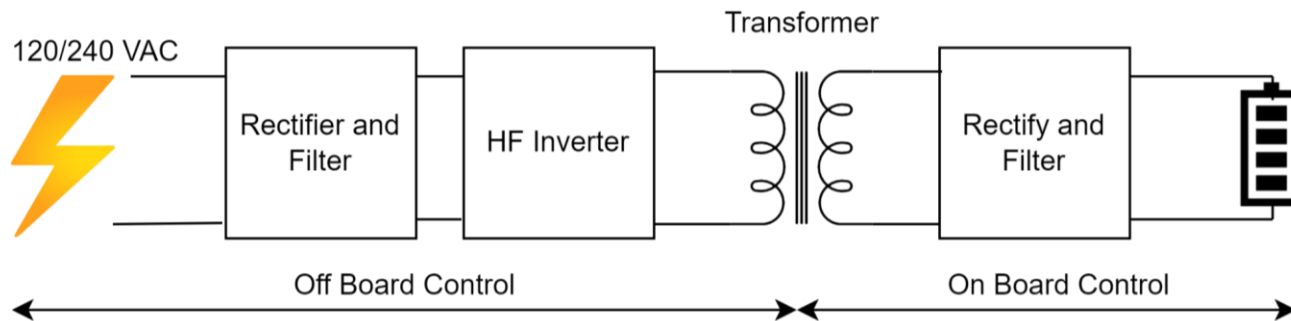 Transformer
120/240 VAC
Rectifier and
Filter
HF Inverter
Rectify and
Filter
Off Board Control
On Board Control